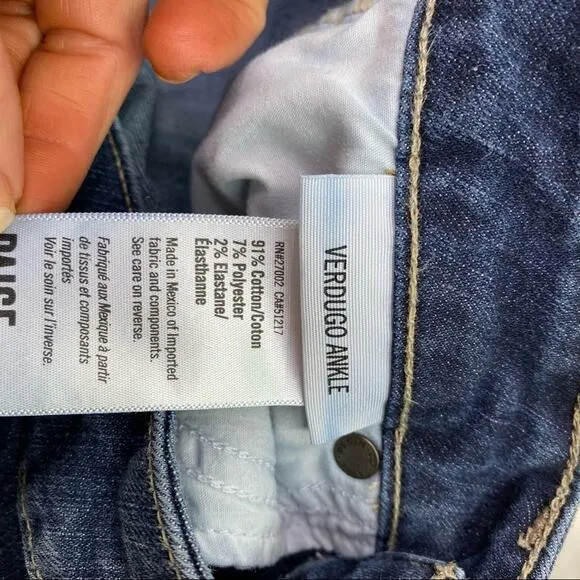 VERDUGO ANKLE
RN#27002 CA#51217
91% Cotton/Coton
7% Polyester
2% Elastane/
Élasthanne
Made in Mexico of Imported
fabric and components.
See care on reverse.
Fabriqué aux Mexique à partir
de tissus et composants
importés
Voir le soin sur l'inverse.
PAIGE